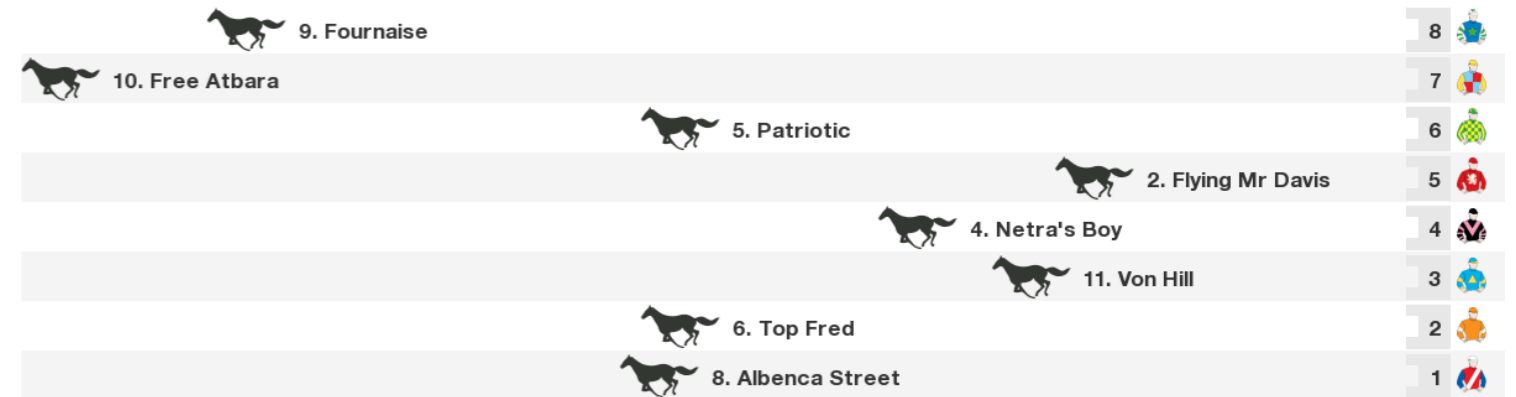 9. Fournaise 8
10. Free Atbara 7
5. Patriotic 6
2. Flying Mr Davis 5
4. Netra's Boy 4
11. Von Hill 3
6. Top Fred 2
8. Albenca Street 1